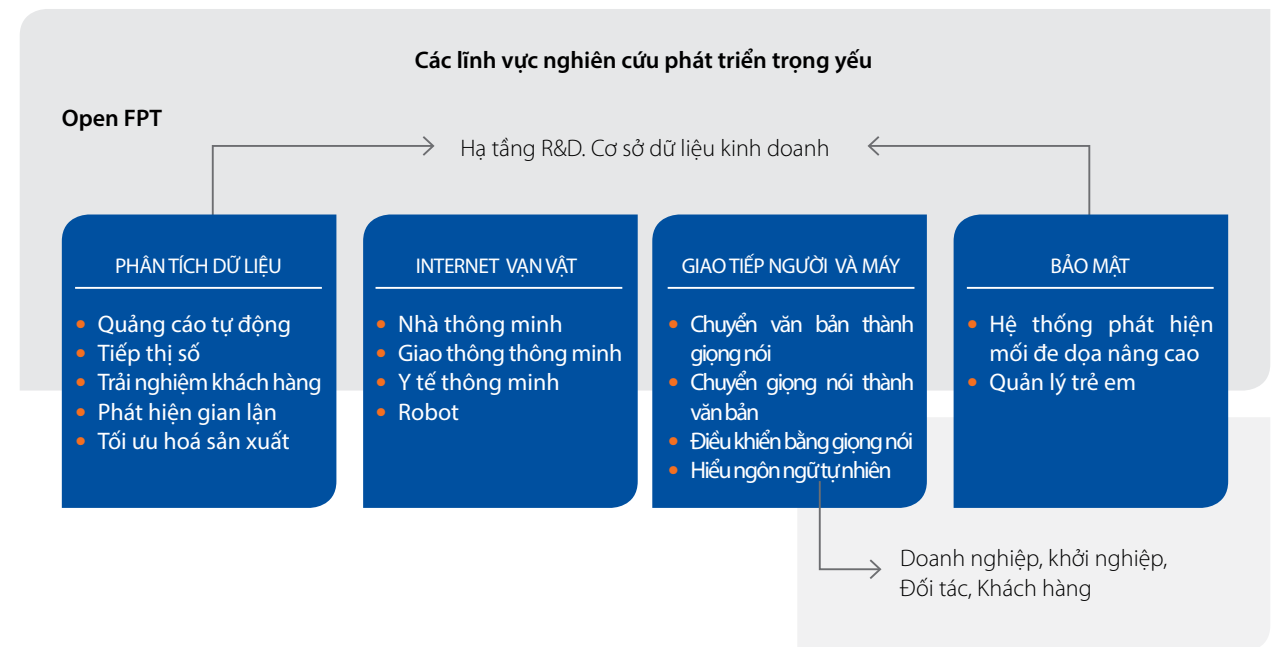 Các lĩnh vực nghiên cứu phát triển trọng yếu
Open FPT
Hạ tầng R&D. Cơ sở dữ liệu kinh doanh
PHÂN TÍCH DỮ LIỆU
Quảng cáo tự động
Tiếp thị số
Trải nghiệm khách hàng
Phát hiện gian lận
Tối ưu hoá sản xuất
INTERNET VẠN VẬT
Nhà thông minh
Giao thông thông minh
Y tế thông minh
Robot
GIAO TIẾP NGƯỜI VÀ MÁY
Chuyển văn bản thành
giọng nói
Chuyển giọng nói thành
văn bản
Điều khiển bằng giọng nói
Hiểu ngôn ngữ tự nhiên
BẢO MẬT
Hệ thống phát hiện
mối đe dọa nâng cao
Quản lý trẻ em
Doanh nghiệp, khởi nghiệp,
Đối tác, Khách hàng